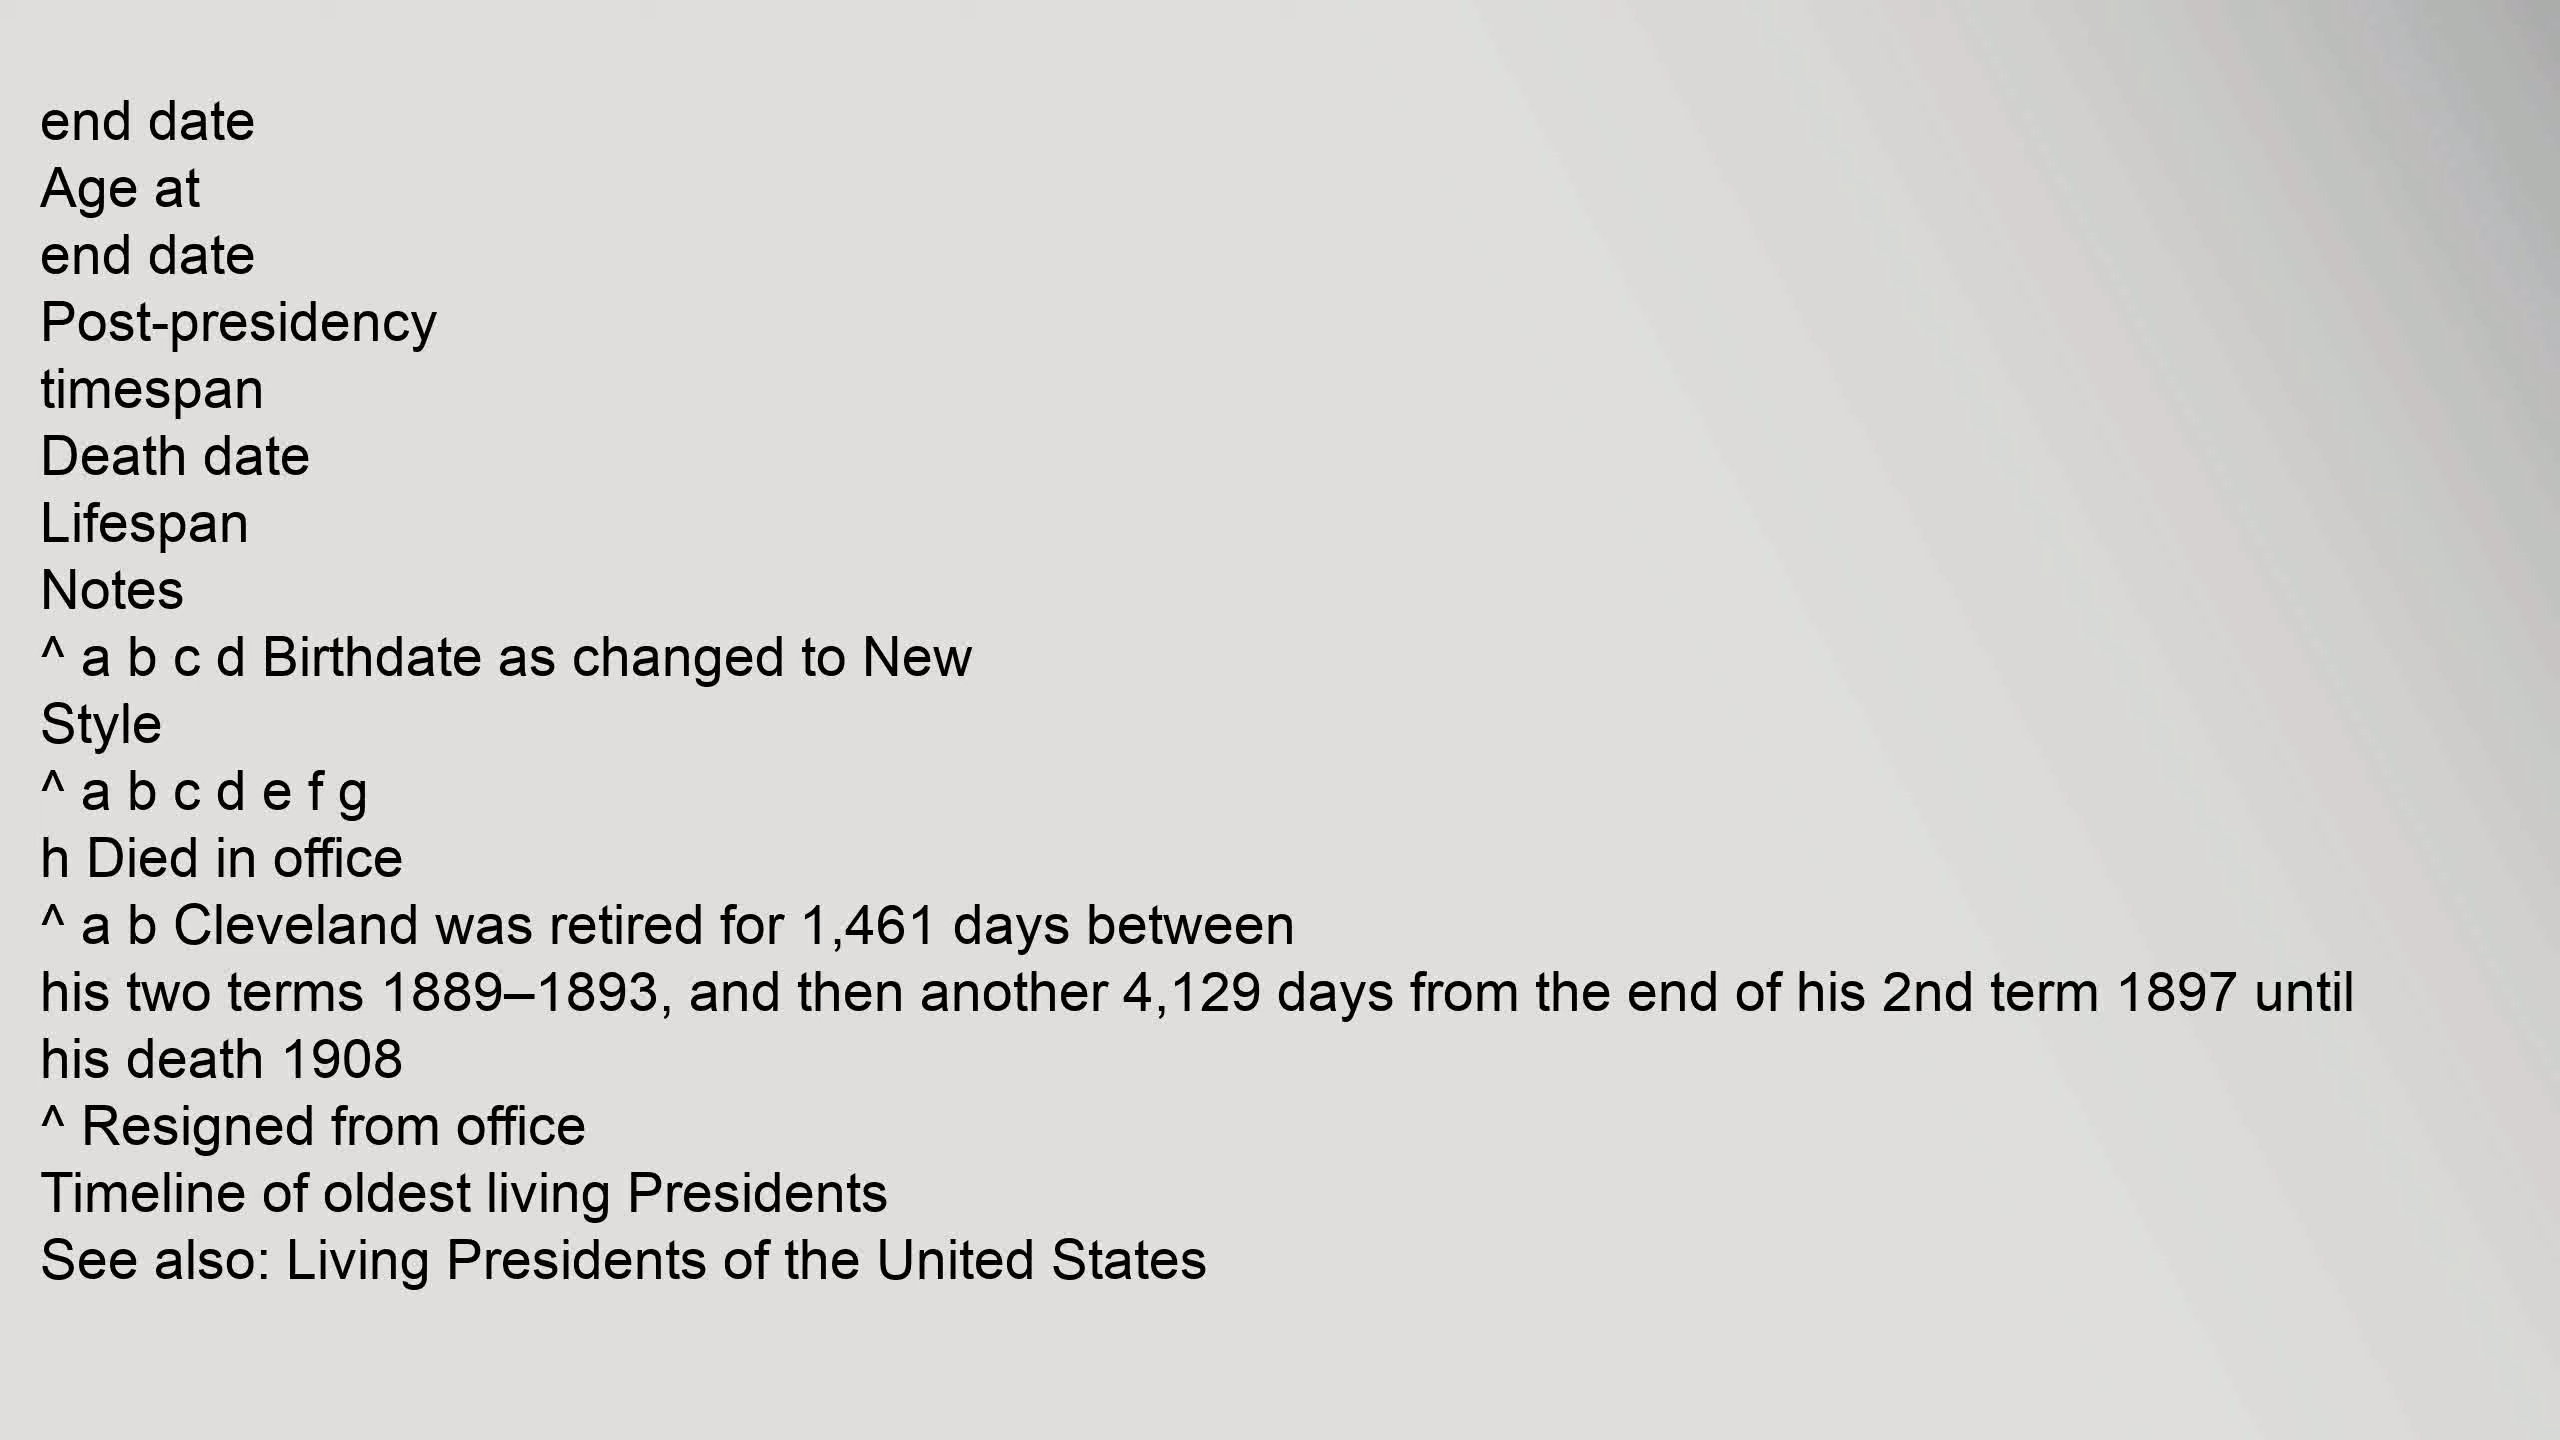 end date
Age at
end date
Post-presidency
timespan
Death date
Lifespan
Notes
^ a b c d Birthdate as changed to New
Style
^ a b c d e f g
h Died in office
^ a b Cleveland was retired for 1,461 days between
his two terms 1889–1893, and then another 4,129 days from the end of his 2nd term 1897 until
his death 1908
^ Resigned from office
Timeline of oldest living Presidents
See also: Living Presidents of the United States